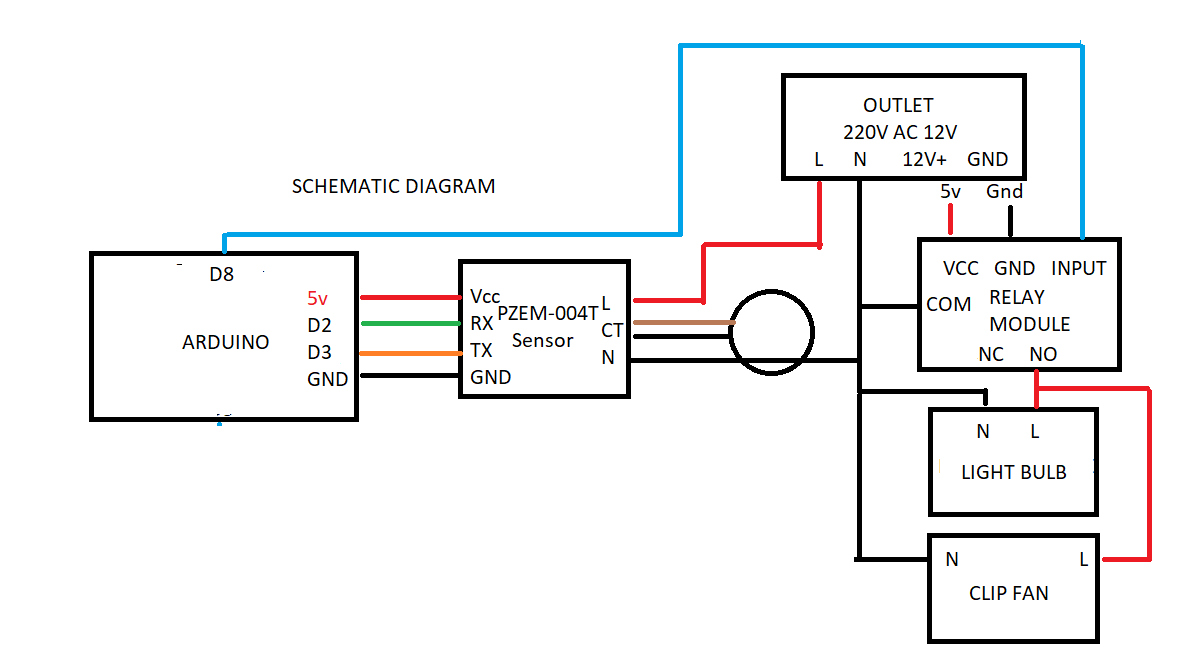 SCHEMATIC DIAGRAM
OUTLET
220V AC 12V
L N 12V+ GND
5v Gnd
D8
5v
D2
D3
GND
ARDUINO
Vcc
RX
TX
GND
PZEM-004T
Sensor
L
CT
N
VCC GND INPUT
COM
RELAY
MODULE
NC NO
N L
LIGHT BULB
N L
CLIP FAN